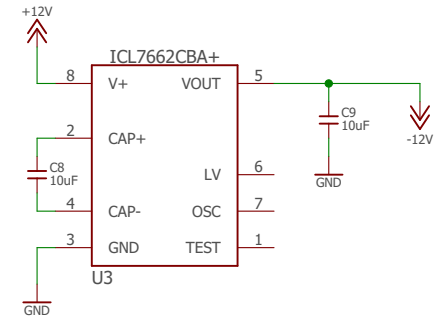 +12V
ICL7662CBA+
8 V+ VOUT 5
C9
10uF
-12V
2 CAP+
C8
10uF
LV 6
GND
4 CAP- OSC 7
3 GND TEST 1
U3
GND